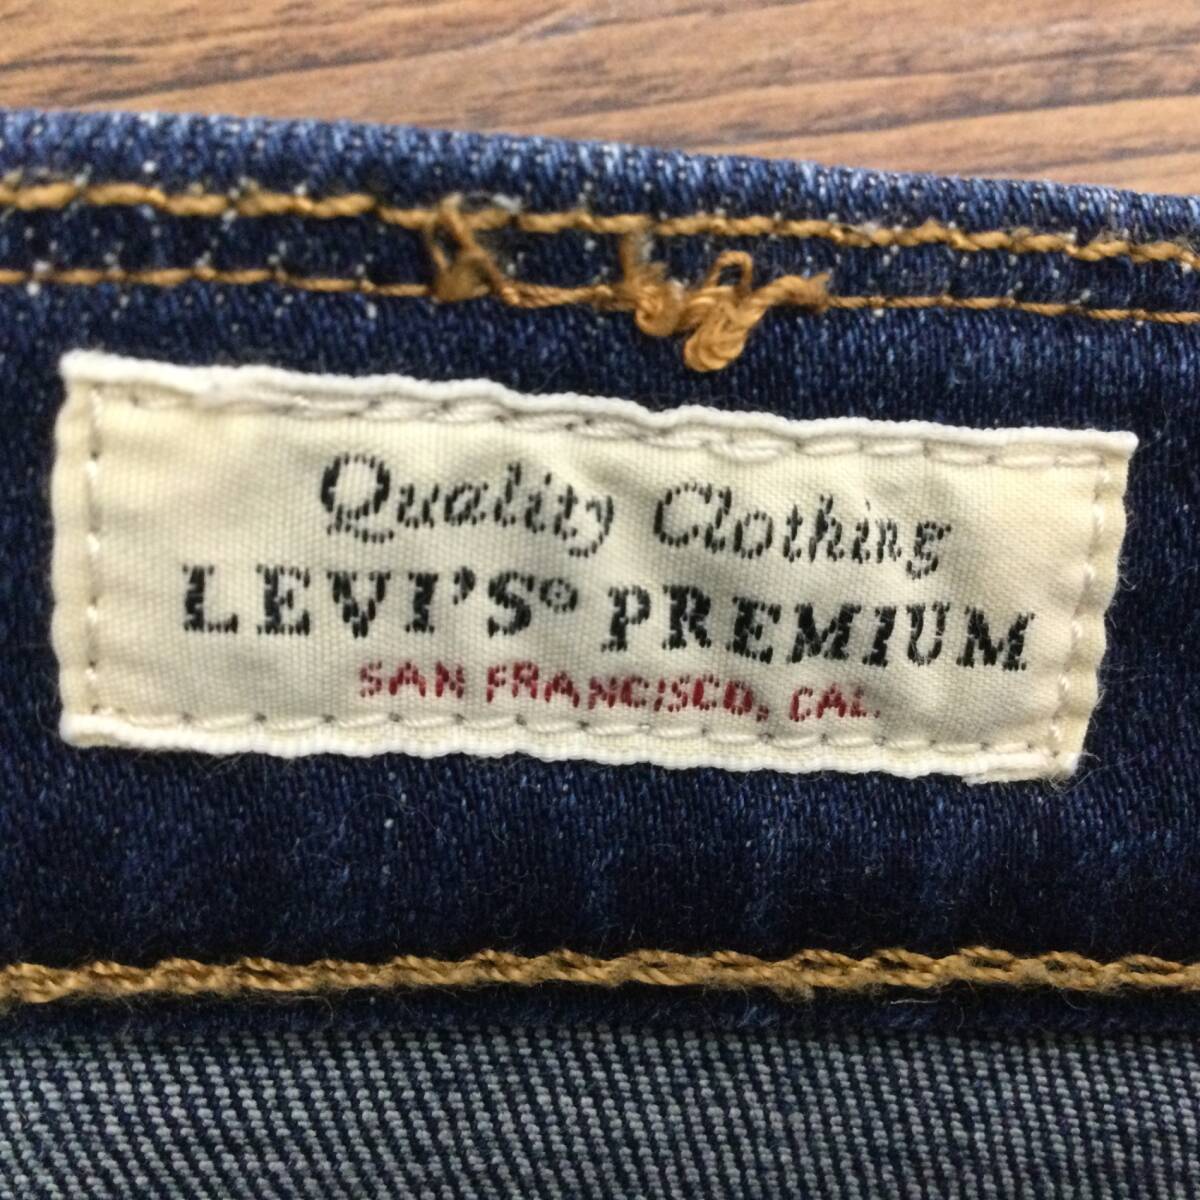 Quality Clothing
LEVI'S® PREMIUM
SAN FRANCISCO, CAL.